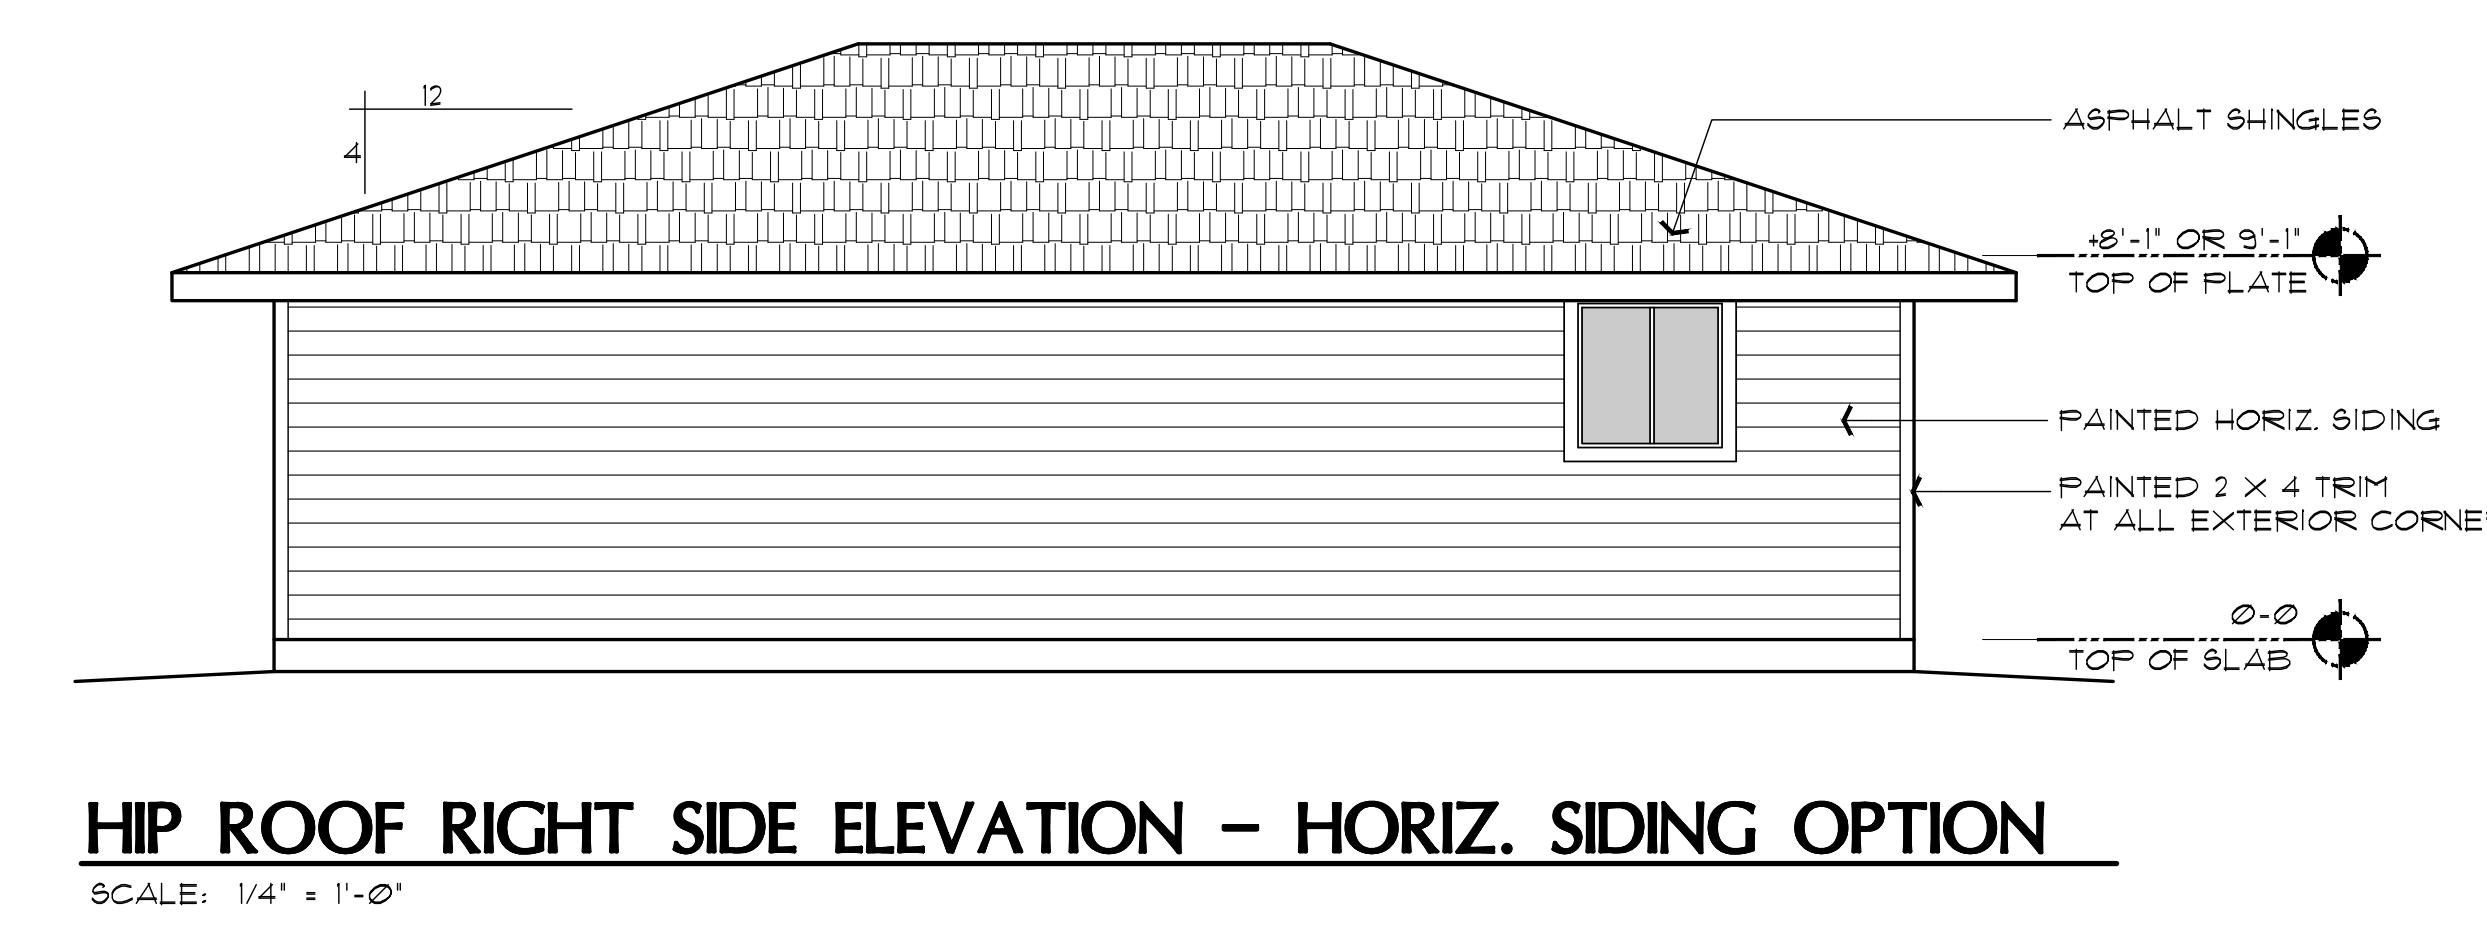 12
4
ASPHALT SHINGLES
+8'-1" OR 9'-1"
TOP OF PLATE
PAINTED HORIZ. SIDING
PAINTED 2 X 4 TRIM
AT ALL EXTERIOR CORNE
0-0
TOP OF SLAB
HIP ROOF RIGHT SIDE ELEVATION – HORIZ. SIDING OPTION
SCALE: 1/4" = 1'-0"